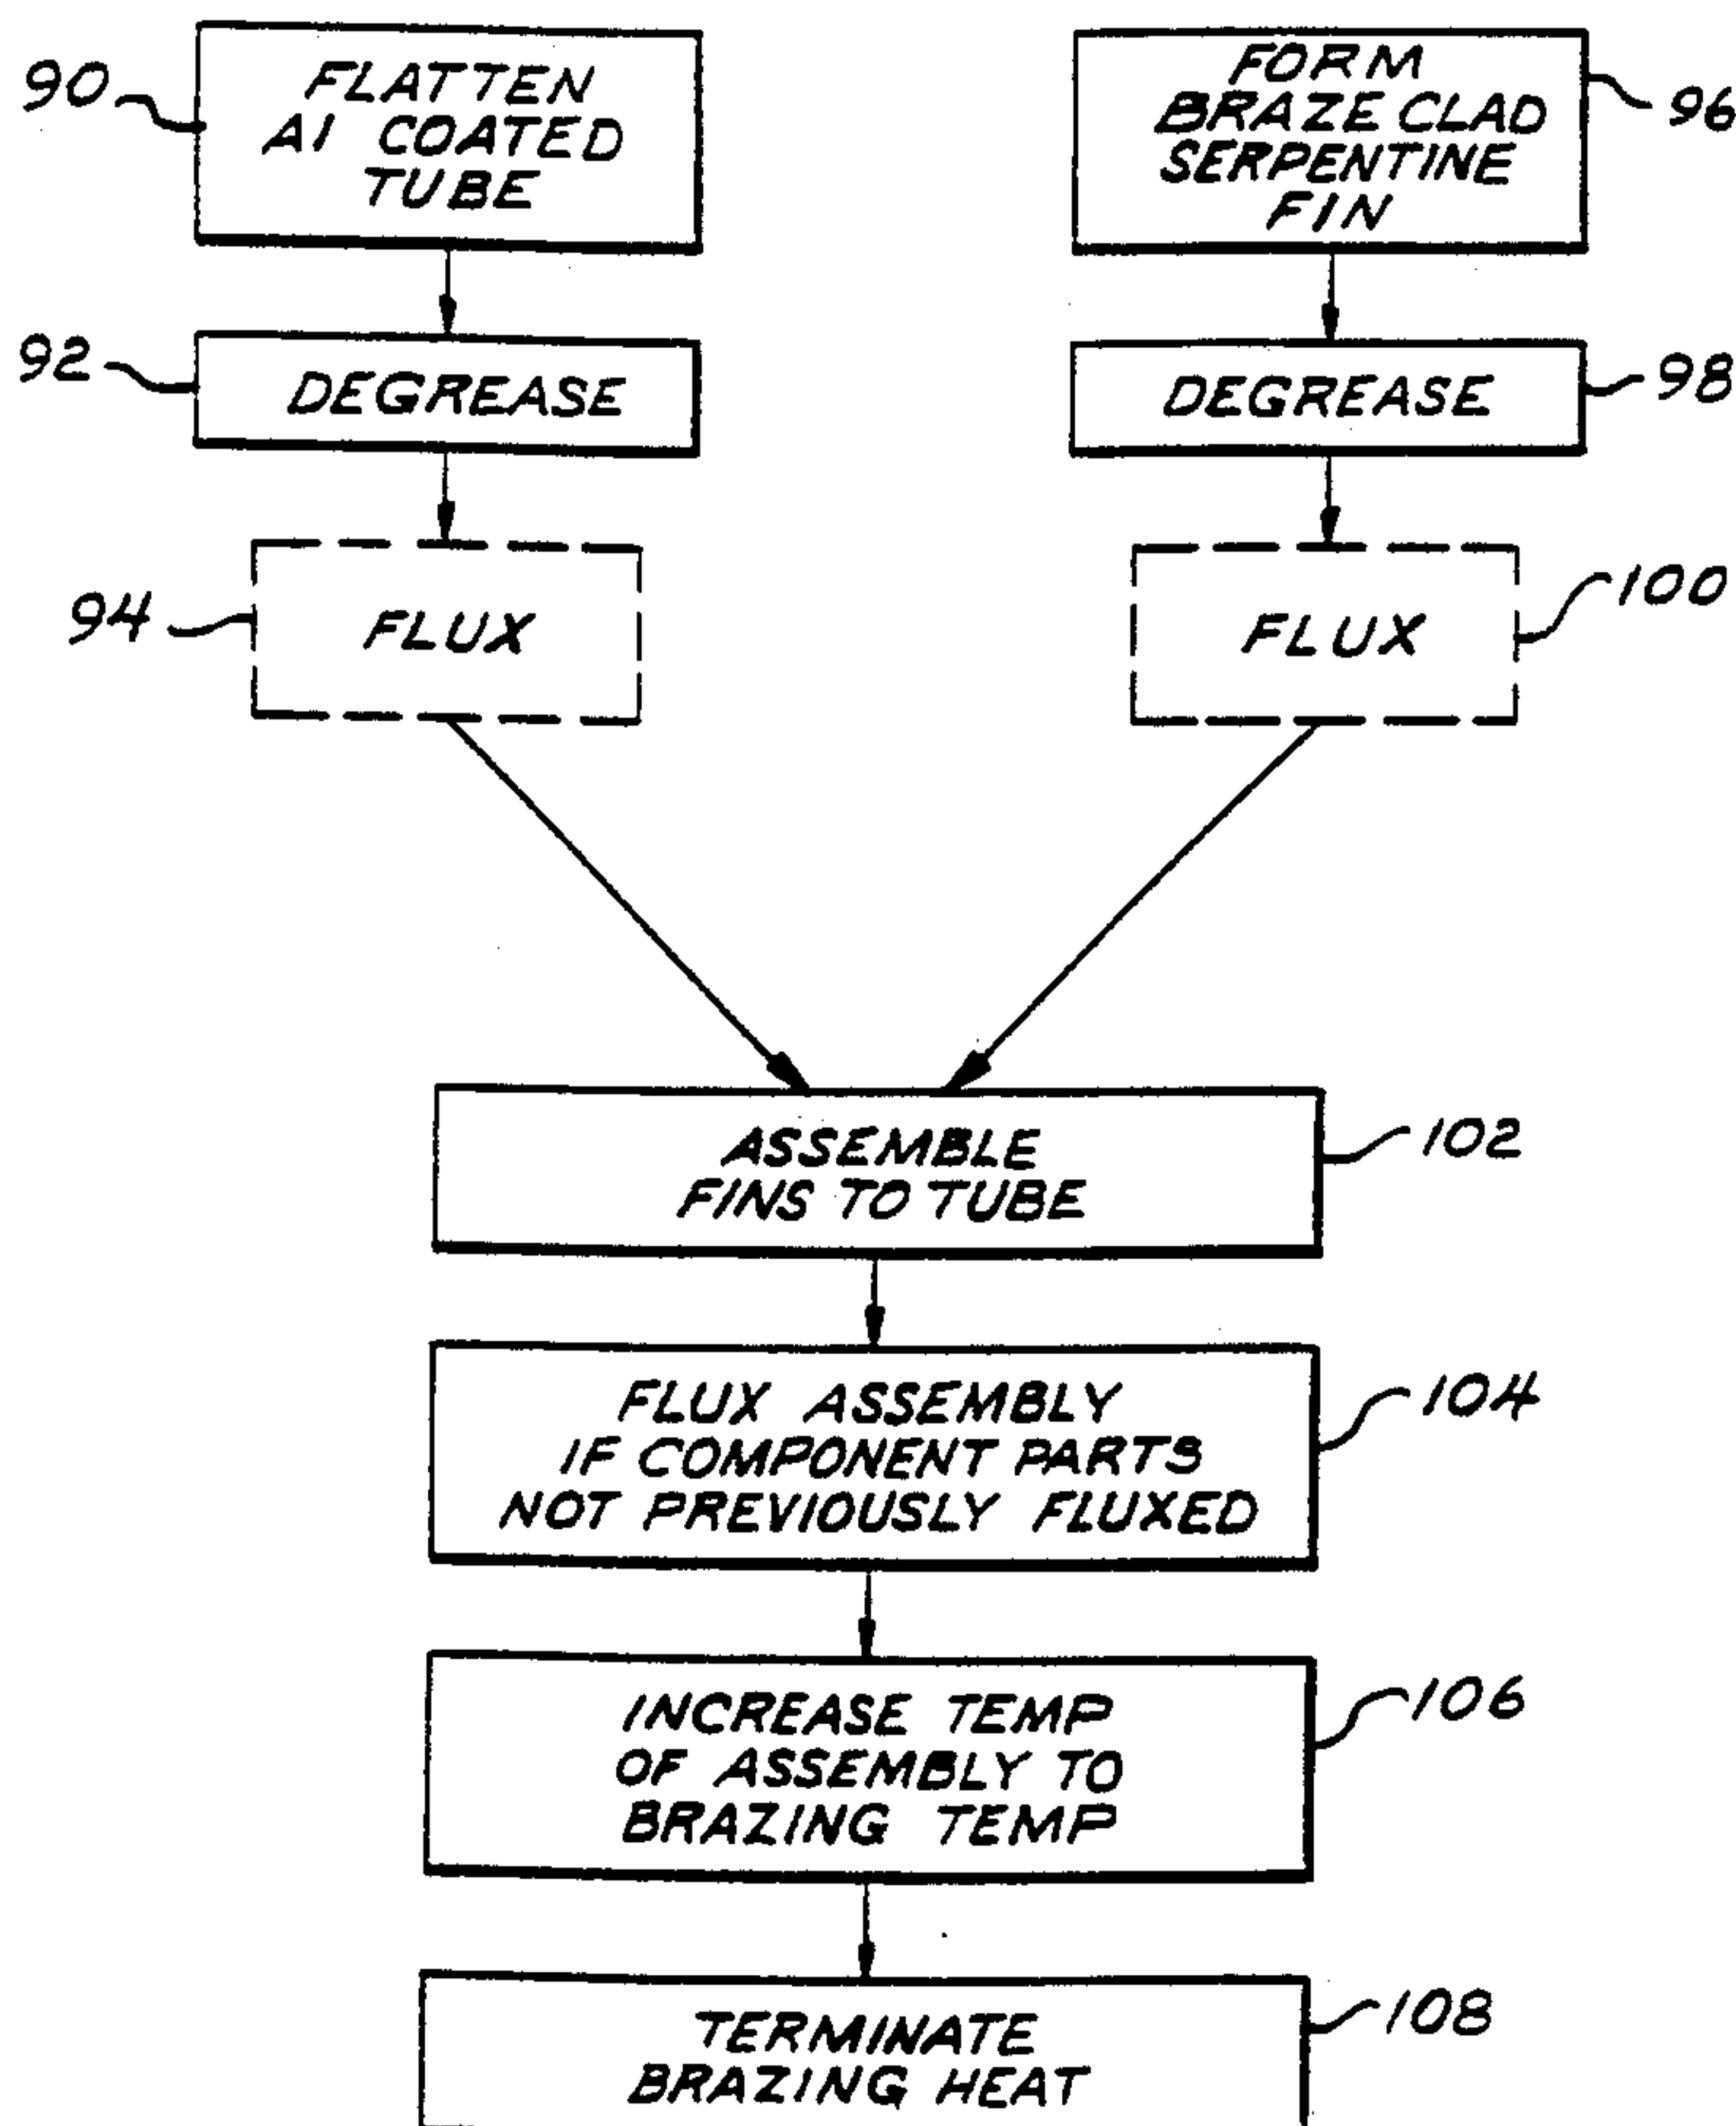 90
FLATTEN
Al COATED
TUBE
FORM
BRAZE CLAD
SERPENTINE
FIN
96
92
DEGREASE
DEGREASE
98
94
FLUX
FLUX
100
ASSEMBLE
FINS TO TUBE
102
FLUX ASSEMBLY
IF COMPONENT PARTS
NOT PREVIOUSLY FLUXED
104
INCREASE TEMP
OF ASSEMBLY TO
BRAZING TEMP
106
TERMINATE
BRAZING HEAT
108